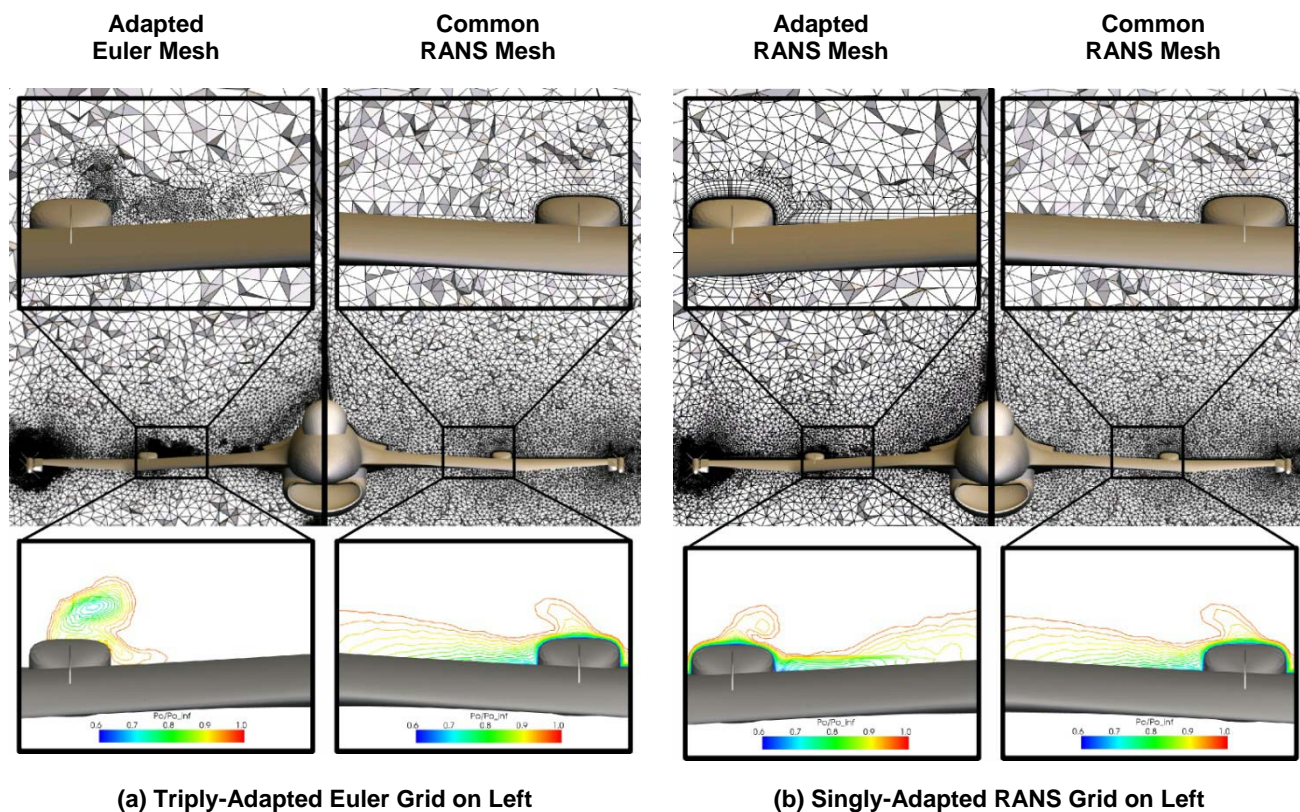 Adapted
Euler Mesh
Common
RANS Mesh
Adapted
RANS Mesh
Common
RANS Mesh
Po/Po_inf
0.6 0.7 0.8 0.9 1.0
Po/Po_inf
0.6 0.7 0.8 0.9 1.0
Po/Po_inf
0.6 0.7 0.8 0.9 1.0
Po/Po_inf
0.6 0.7 0.8 0.9 1.0
(a) Triply-Adapted Euler Grid on Left
(b) Singly-Adapted RANS Grid on Left